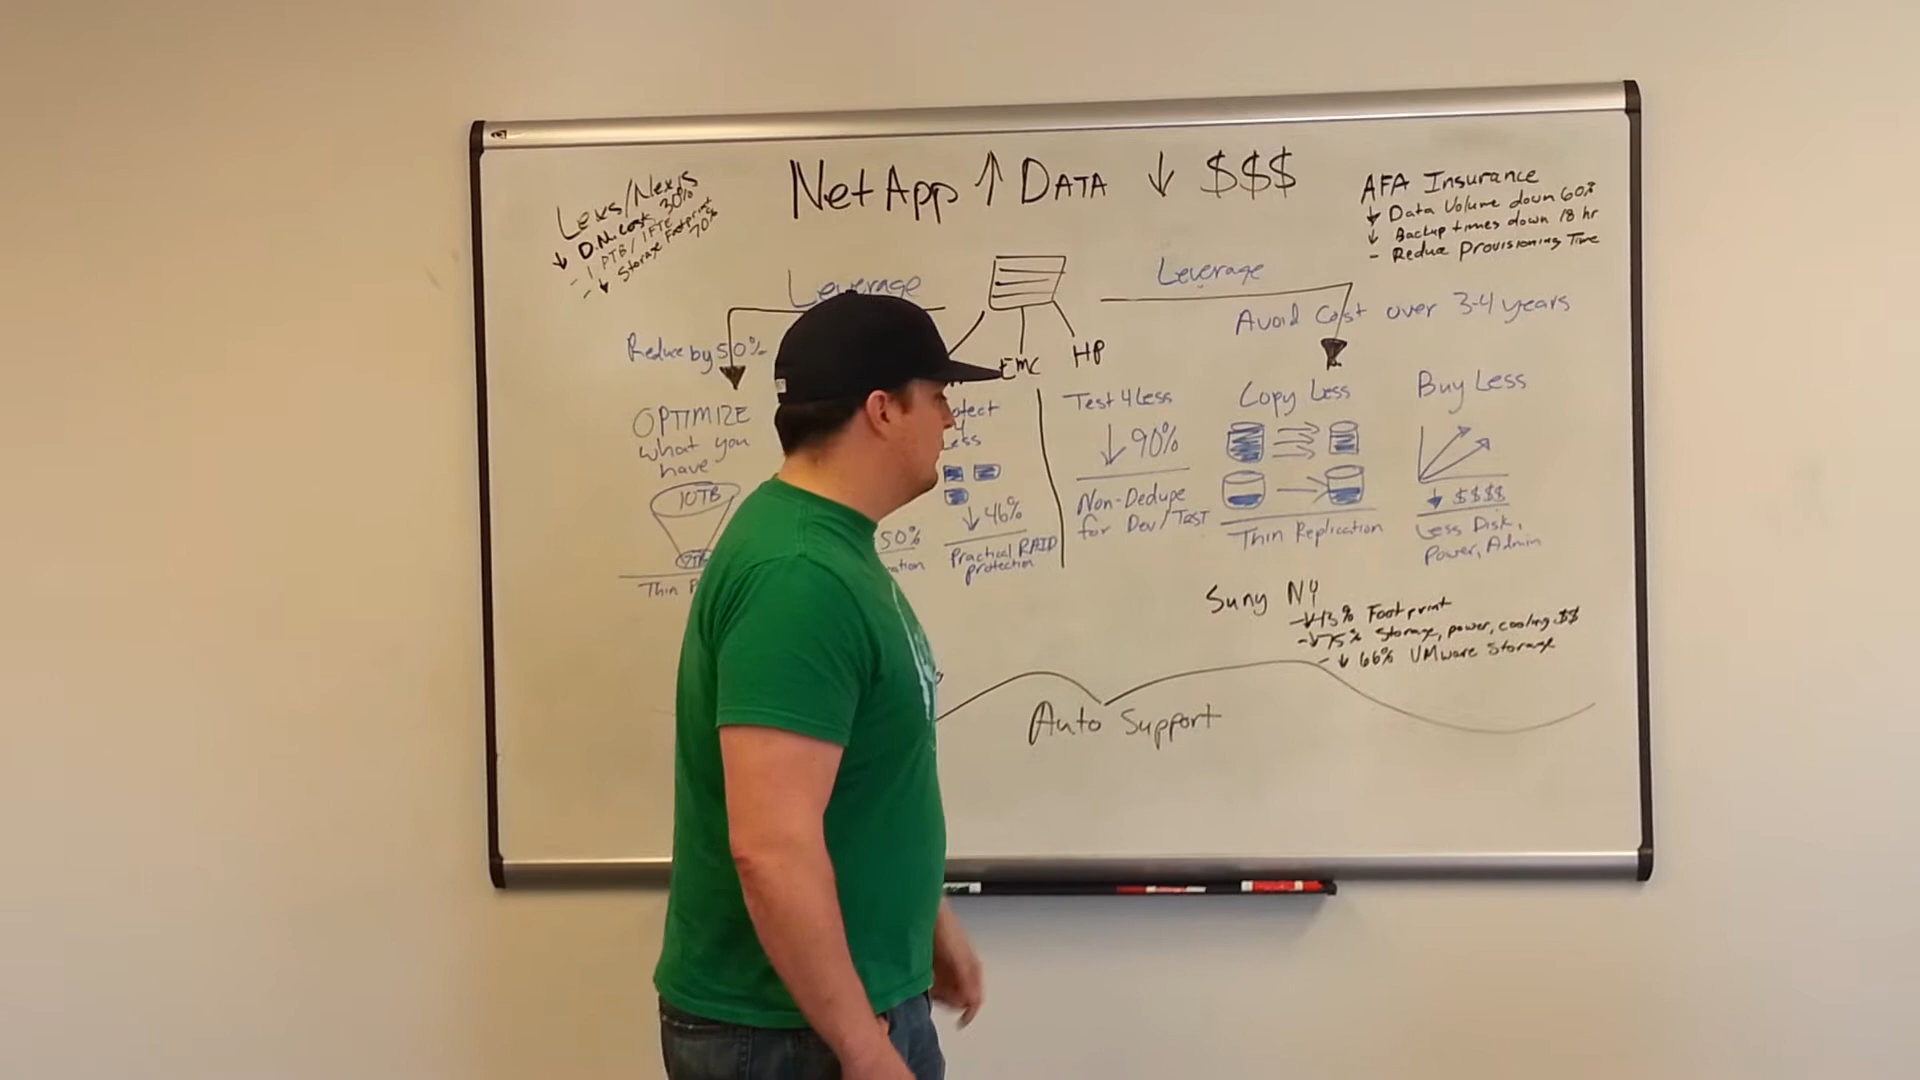 NetApp ↑ DATA ↓ $$$
Lexis/Nexis
↓ D.M. cost 30%
- 1 PTB/1FTE
- ↓ Storage Footprint
70%
AFA Insurance
↓ Data Volume down 60%
↓ Backup times down 18 hr
- Reduce Provisioning Time
Leverage
Leverage
Reduce by 50%
Avoid Cost over 3-4 years
EMC
HP
OPTIMIZE
what you
have
10TB
Thin
Less
50%
↓ 46%
Practical RAID
protection
Test 4 Less
↓ 90%
Non-Dedupe
for Dev/Test
Copy Less
Thin Replication
Buy Less
↓ $$$$
Less Disk,
Power, Admin
Suny NY
Footprint
-↓75% Storage, power, cooling $$
- ↓ 66% VMware Storage
Auto Support